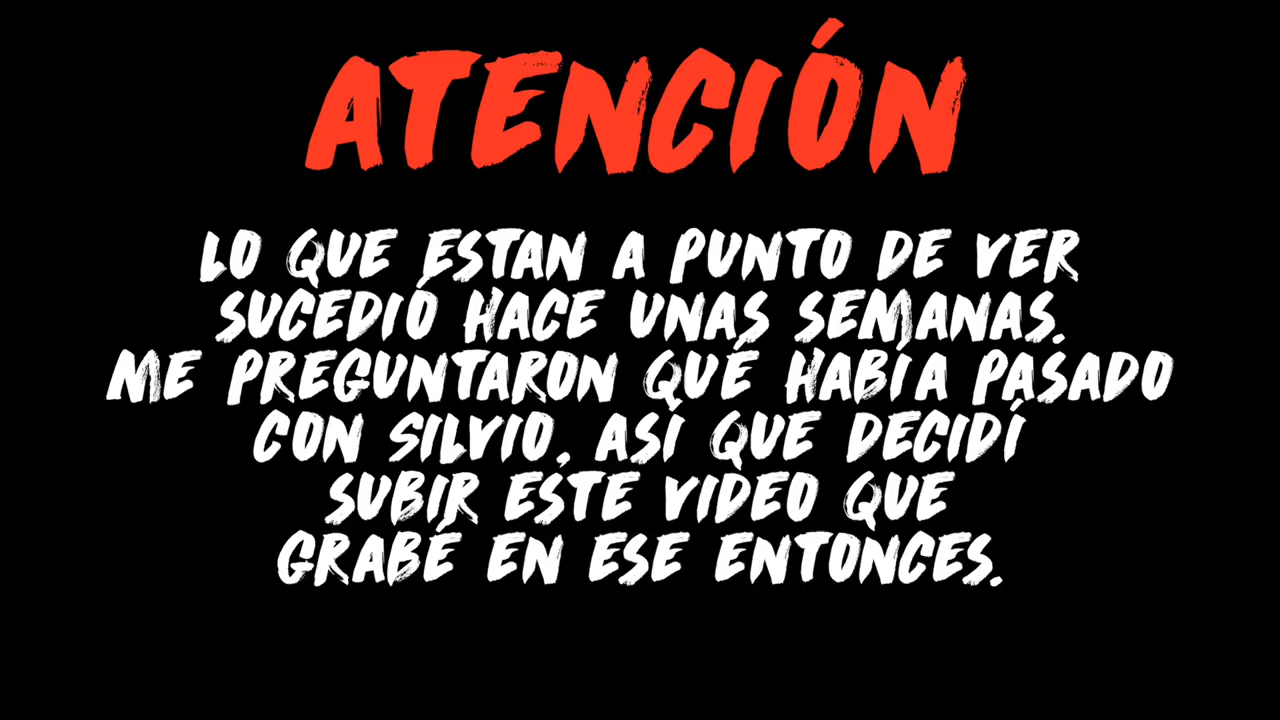 ATENCIÓN
LO QUE ESTAN A PUNTO DE VER
SUCEDIÓ HACE UNAS SEMANAS.
ME PREGUNTARON QUÉ HABÍA PASADO
CON SILVIO, ASÍ QUE DECIDÍ
SUBIR ESTE VIDEO QUE
GRABÉ EN ESE ENTONCES.